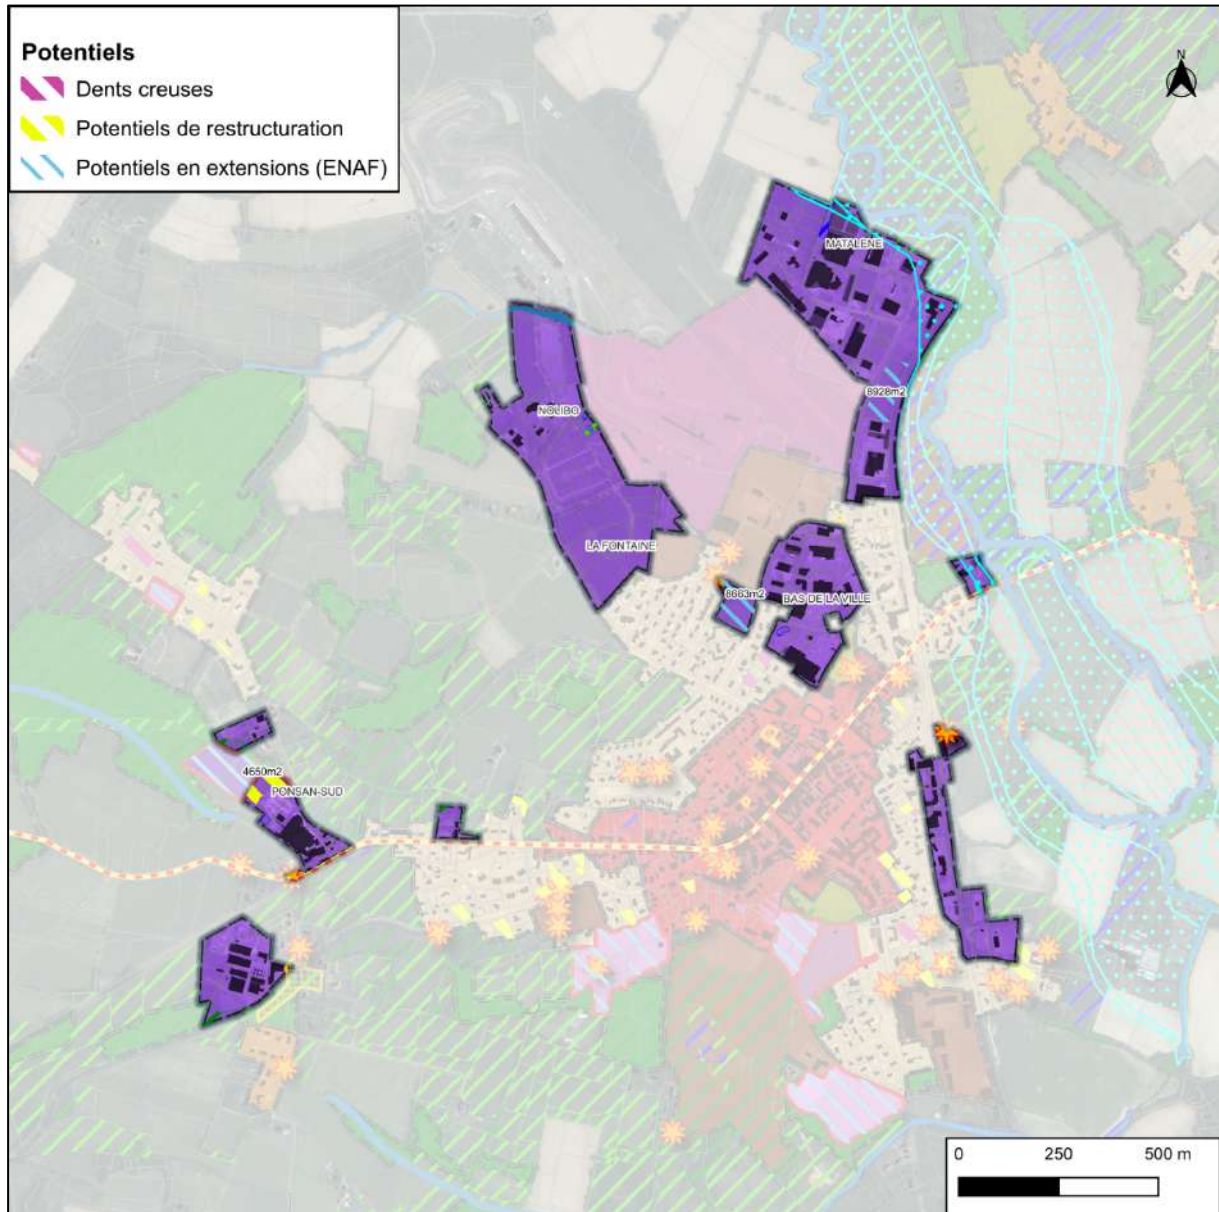 Potentiels
Dents creuses
Potentiels de restructuration
Potentiels en extensions (ENAF)
N
MATALENE
8928m2
NOLIBO
LA FONTAINE
8663m2
BAS DE LA VILLE
4650m2
PONSAN-SUD
P
P
0 250 500 m